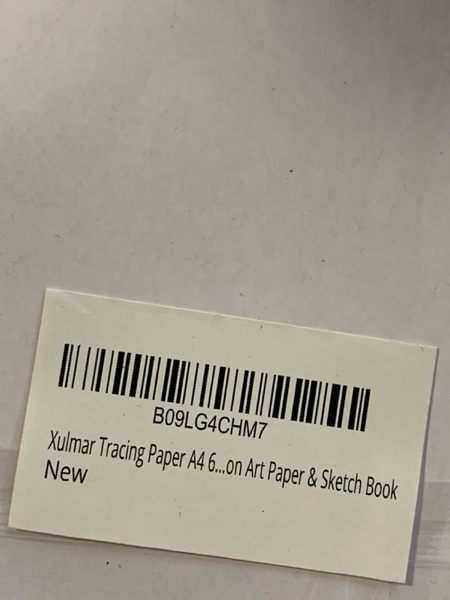 B09LG4CHM7
Xulmar Tracing Paper A4 6...on Art Paper & Sketch Book
New